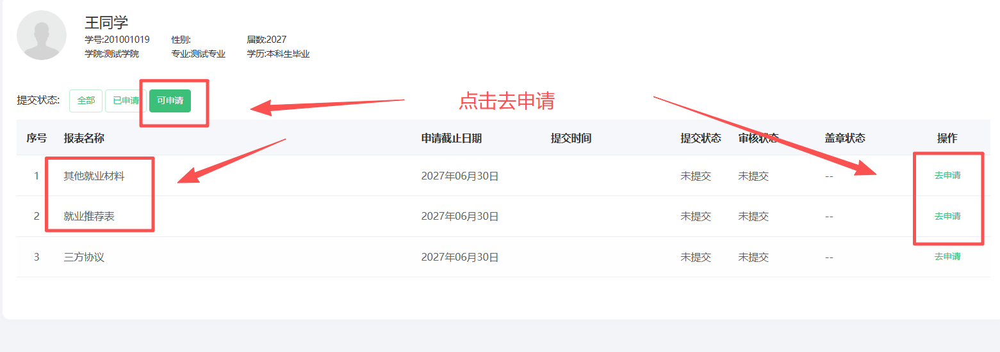 王同学
学号:201001019 性别: 届数:2027
学院:测试学院 专业:测试专业 学历:本科生毕业
提交状态: 全部 已申请 可申请
点击去申请
序号 报表名称 申请截止日期 提交时间 提交状态 审核状态 盖章状态 操作
1 其他就业材料 2027年06月30日 未提交 未提交 -- 去申请
2 就业推荐表 2027年06月30日 未提交 未提交 -- 去申请
3 三方协议 2027年06月30日 未提交 未提交 -- 去申请